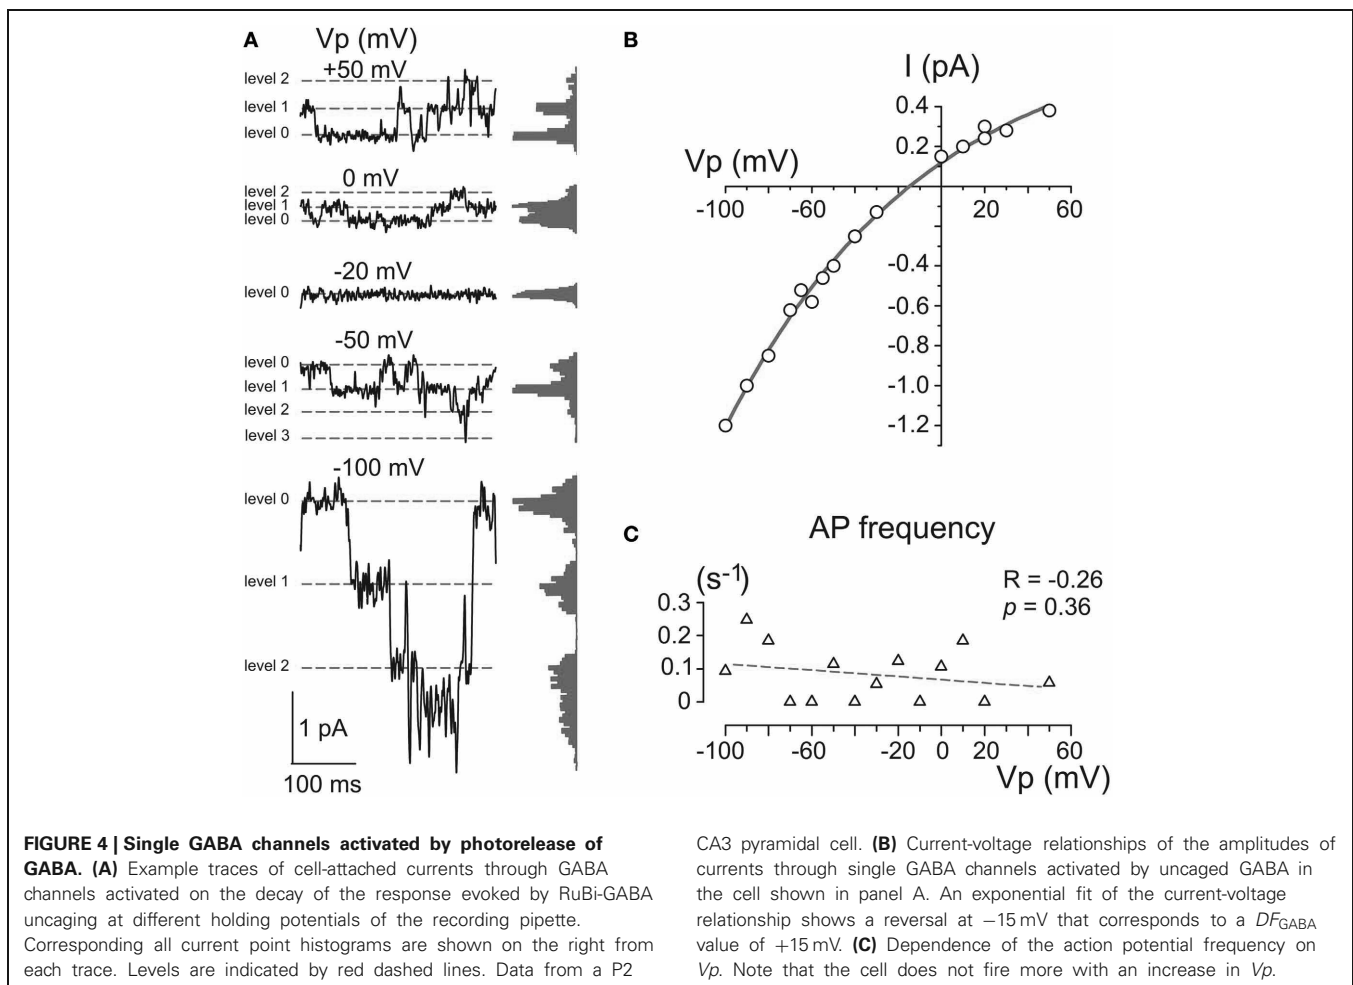 A
Vp (mV)
+50 mV
level 2
level 1
level 0
0 mV
level 2
level 1
level 0
-20 mV
level 0
-50 mV
level 0
level 1
level 2
level 3
-100 mV
level 0
level 1
level 2
1 pA
100 ms
B
I (pA)
0.4
0.2
Vp (mV)
-100 -60 20 60
-0.4
-0.6
-0.8
-1.0
-1.2
C
AP frequency
(s-1)
R = -0.26
p = 0.36
0.3
0.2
0.1
0
-100 -60 -20 0 20 60
Vp (mV)
FIGURE 4 | Single GABA channels activated by photorelease of
GABA. (A) Example traces of cell-attached currents through GABA
channels activated on the decay of the response evoked by RuBi-GABA
uncaging at different holding potentials of the recording pipette.
Corresponding all current point histograms are shown on the right from
each trace. Levels are indicated by red dashed lines. Data from a P2
CA3 pyramidal cell. (B) Current-voltage relationships of the amplitudes of
currents through single GABA channels activated by uncaged GABA in
the cell shown in panel A. An exponential fit of the current-voltage
relationship shows a reversal at −15 mV that corresponds to a DFGABA
value of +15 mV. (C) Dependence of the action potential frequency on
Vp. Note that the cell does not fire more with an increase in Vp.